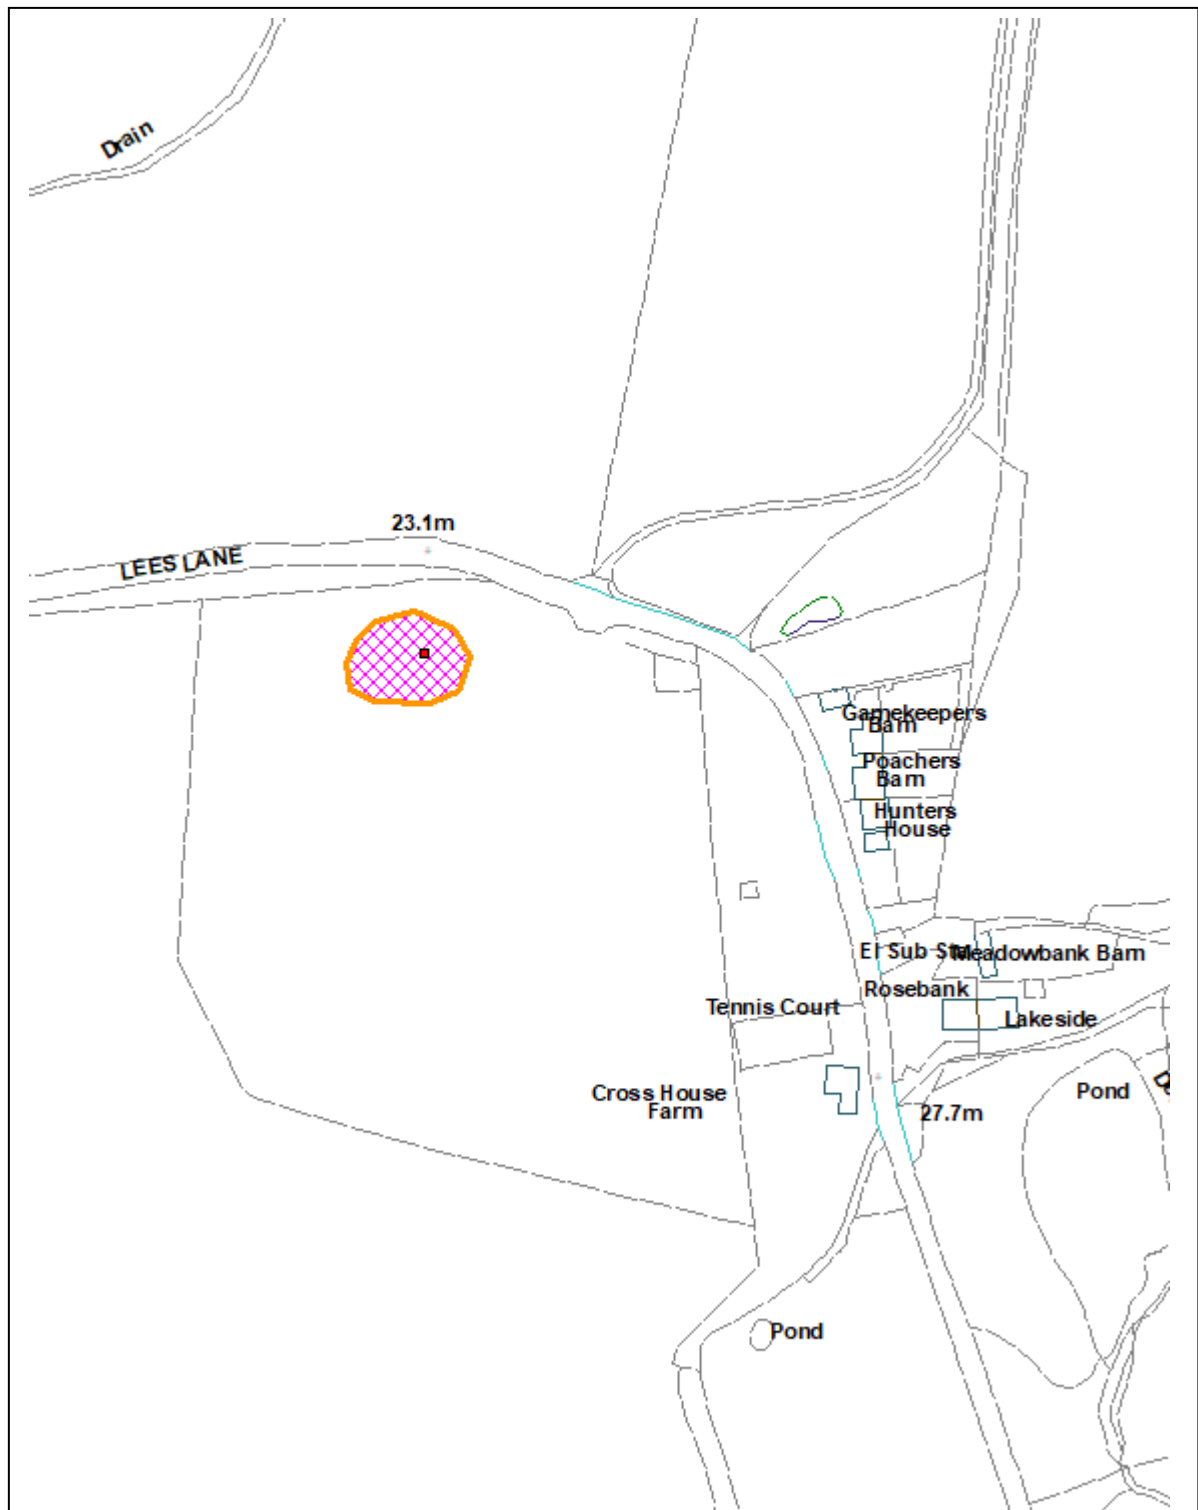 Drain
23.1m
LEES LANE
Gamekeepers
Barn
Poachers
Barn
Hunters
House
El Sub Sta
Meadowbank Barn
Rosebank
Tennis Court
Lakeside
Cross House
Farm
Pond
27.7m
Pond